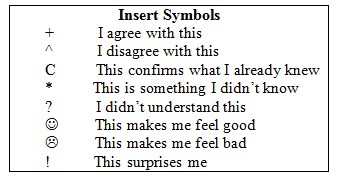 Insert Symbols
+ I agree with this
^ I disagree with this
C This confirms what I already knew
* This is something I didn't know
? I didn't understand this
☺ This makes me feel good
☹ This makes me feel bad
! This surprises me